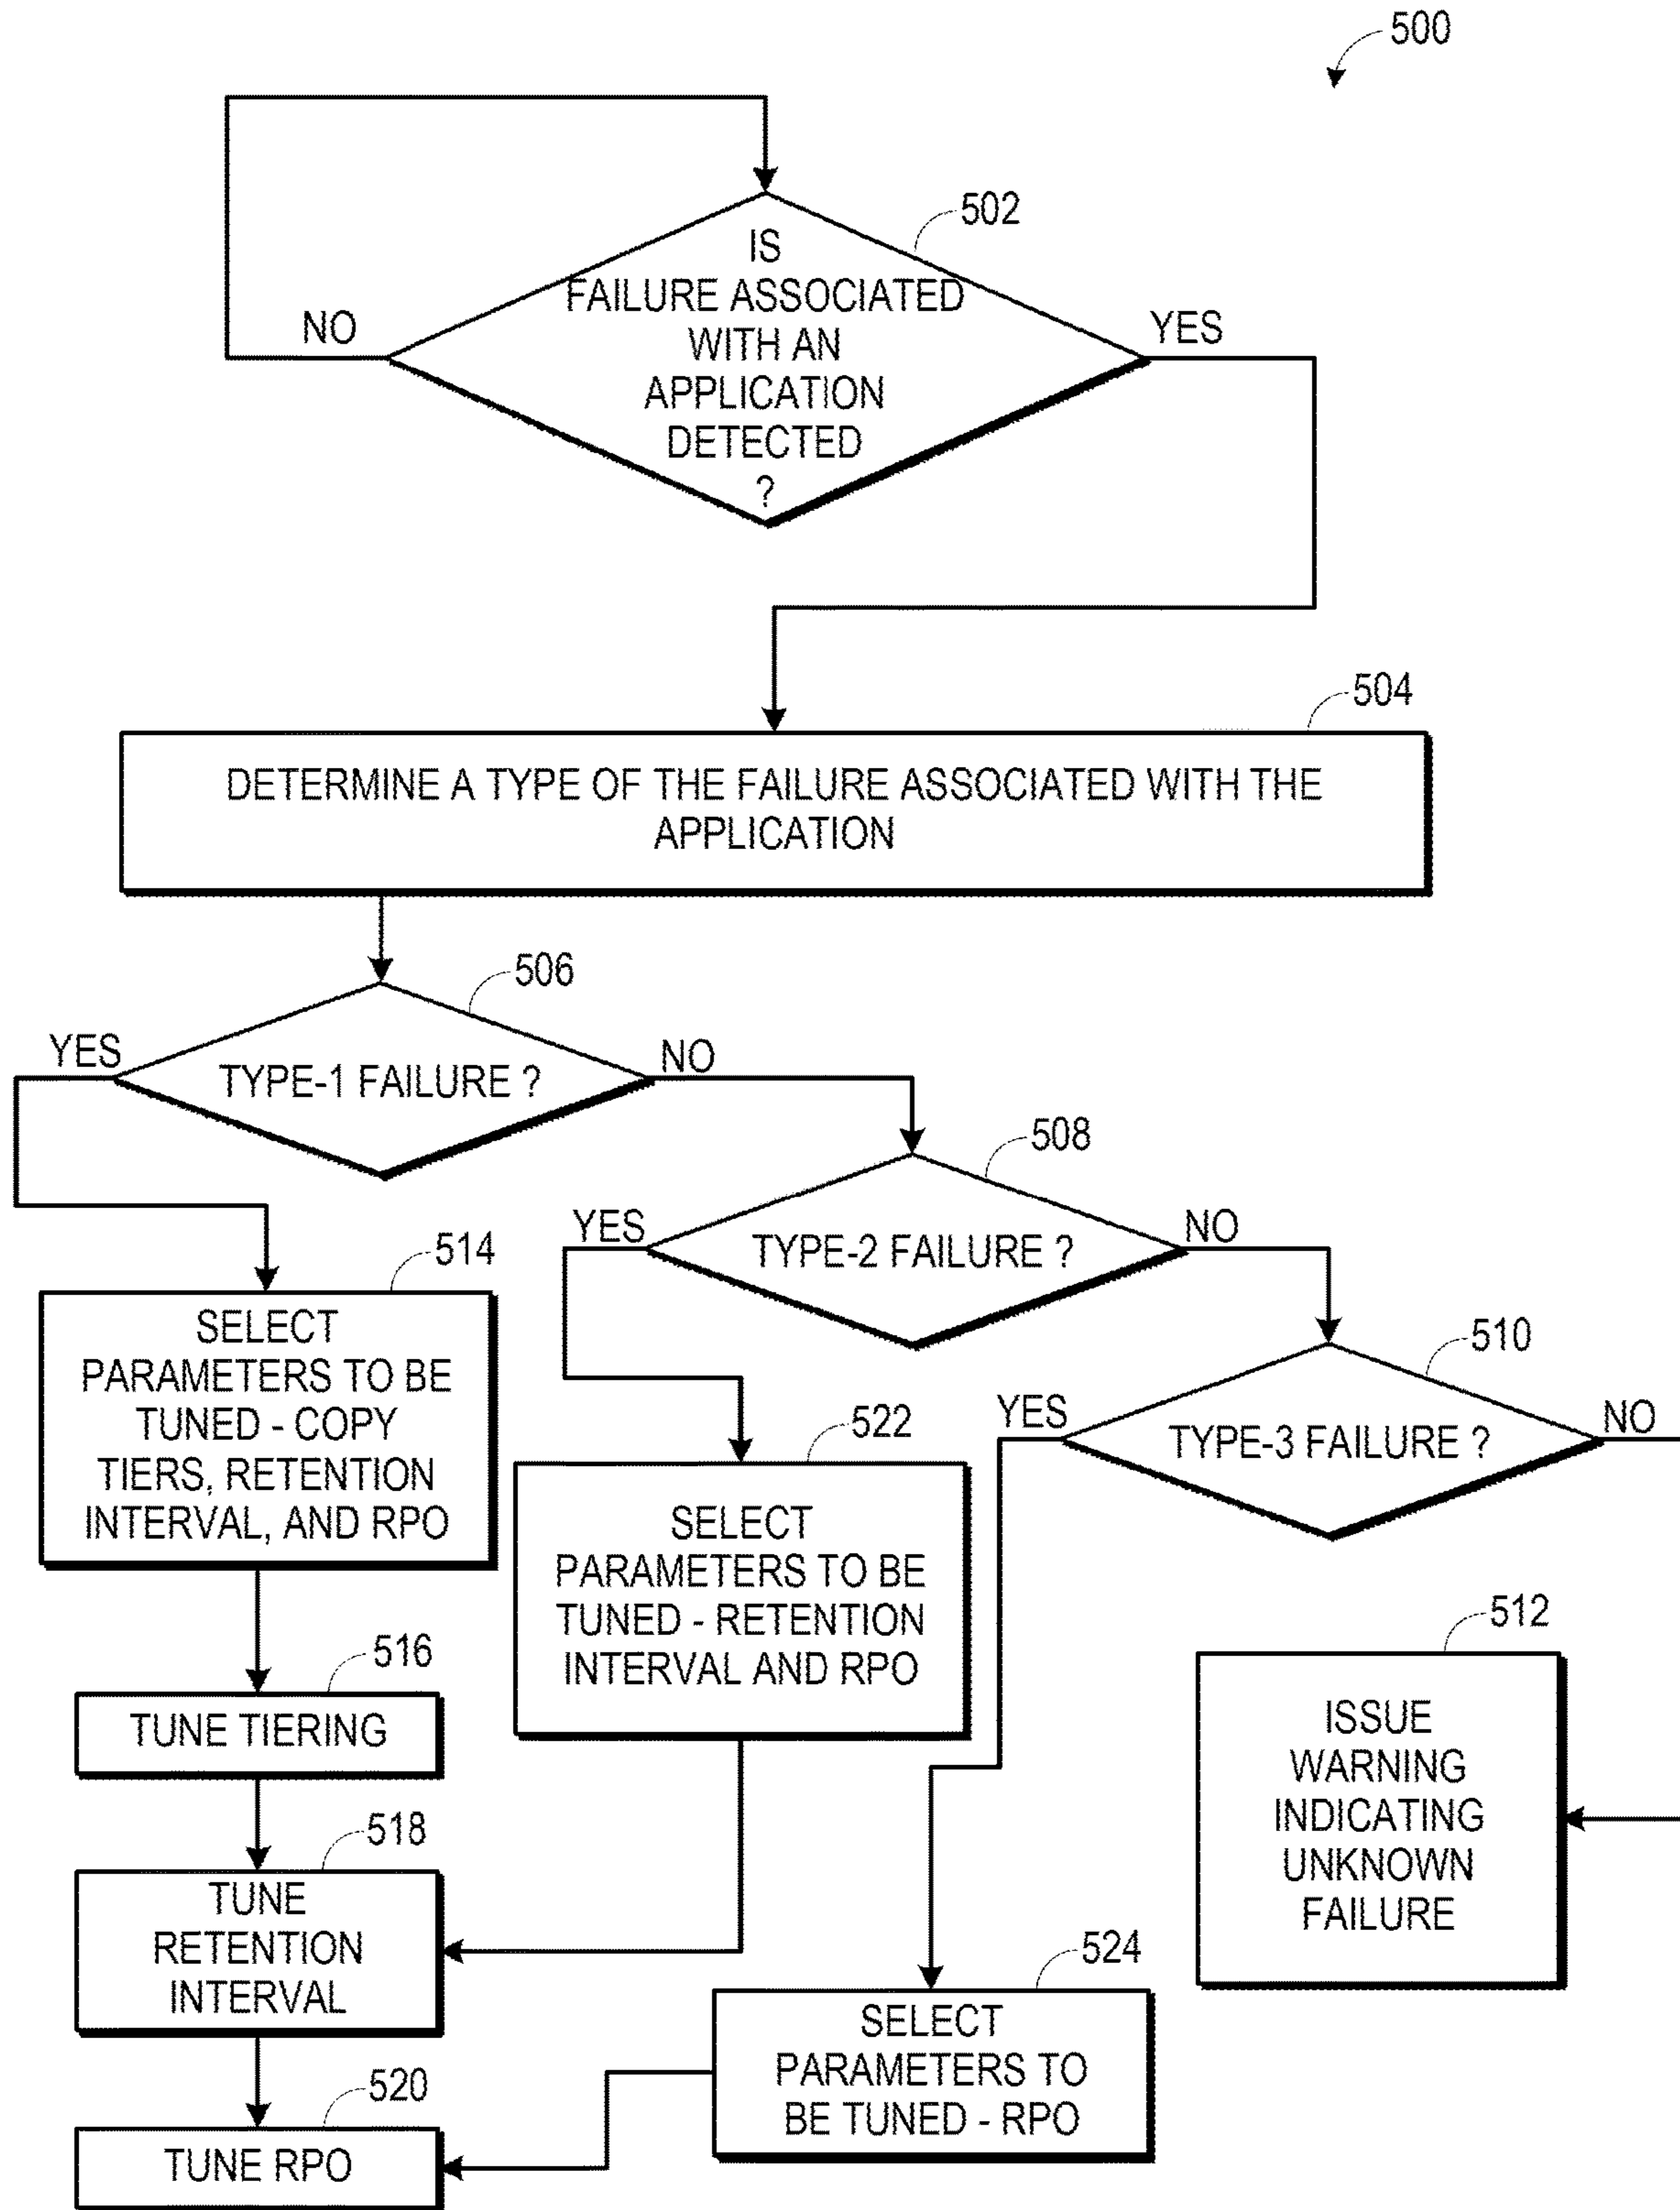 500
502
IS
FAILURE ASSOCIATED
WITH AN
APPLICATION
DETECTED
?
NO
YES
504
DETERMINE A TYPE OF THE FAILURE ASSOCIATED WITH THE
APPLICATION
506
YES
TYPE-1 FAILURE ?
NO
508
YES
TYPE-2 FAILURE ?
NO
510
YES
TYPE-3 FAILURE ?
NO
514
SELECT
PARAMETERS TO BE
TUNED - COPY
TIERS, RETENTION
INTERVAL, AND RPO
522
SELECT
PARAMETERS TO BE
TUNED - RETENTION
INTERVAL AND RPO
512
ISSUE
WARNING
INDICATING
UNKNOWN
FAILURE
516
TUNE TIERING
518
TUNE
RETENTION
INTERVAL
524
SELECT
PARAMETERS TO
BE TUNED - RPO
520
TUNE RPO